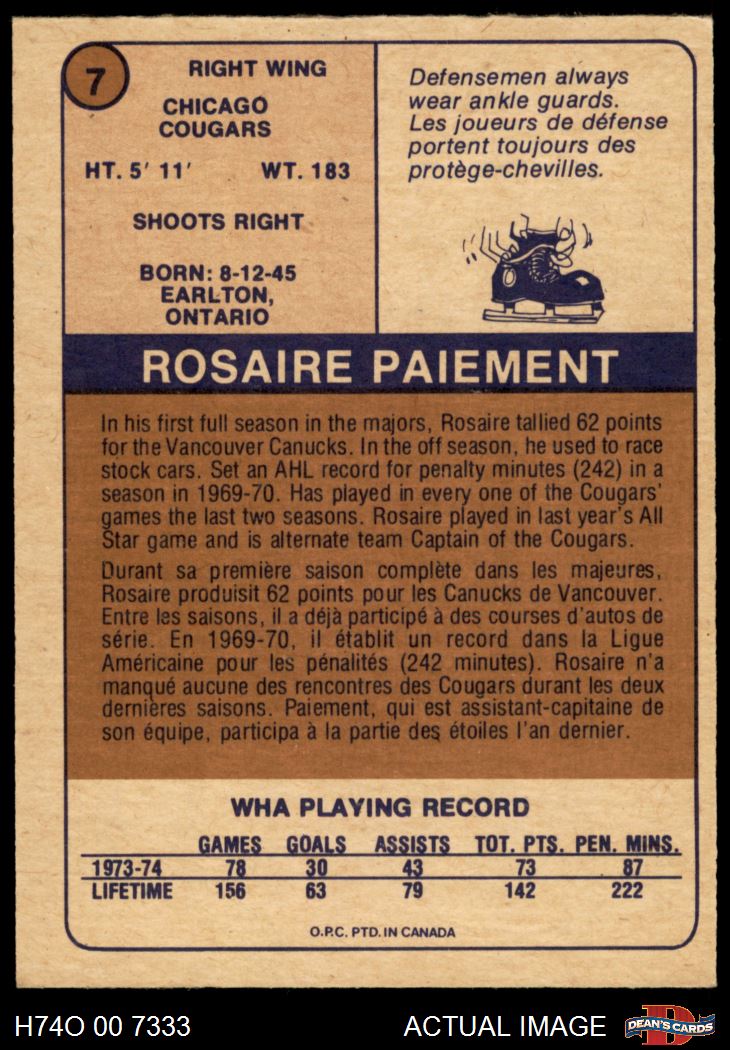 7
RIGHT WING
CHICAGO
COUGARS
HT. 5' 11' WT. 183
SHOOTS RIGHT
BORN: 8-12-45
EARLTON,
ONTARIO
Defensemen always
wear ankle guards.
Les joueurs de défense
portent toujours des
protège-chevilles.
ROSAIRE PAIEMENT
In his first full season in the majors, Rosaire tallied 62 points
for the Vancouver Canucks. In the off season, he used to race
stock cars. Set an AHL record for penalty minutes (242) in a
season in 1969-70. Has played in every one of the Cougars'
games the last two seasons. Rosaire played in last year's All
Star game and is alternate team Captain of the Cougars.
Durant sa première saison complète dans les majeures,
Rosaire produisit 62 points pour les Canucks de Vancouver.
Entre les saisons, il a déjà participé à des courses d'autos de
série. En 1969-70, il établit un record dans la Ligue
Américaine pour les pénalités (242 minutes). Rosaire n'a
manqué aucune des rencontres des Cougars durant les deux
dernières saisons. Paiement, qui est assistant-capitaine de
son équipe, participa à la partie des étoiles l'an dernier.
WHA PLAYING RECORD
GAMES GOALS ASSISTS TOT. PTS. PEN. MINS.
1973-74 78 30 43 73 87
LIFETIME 156 63 79 142 222
O.P.C. PTD. IN CANADA
H74O 00 7333 ACTUAL IMAGE DEAN'S CARDS